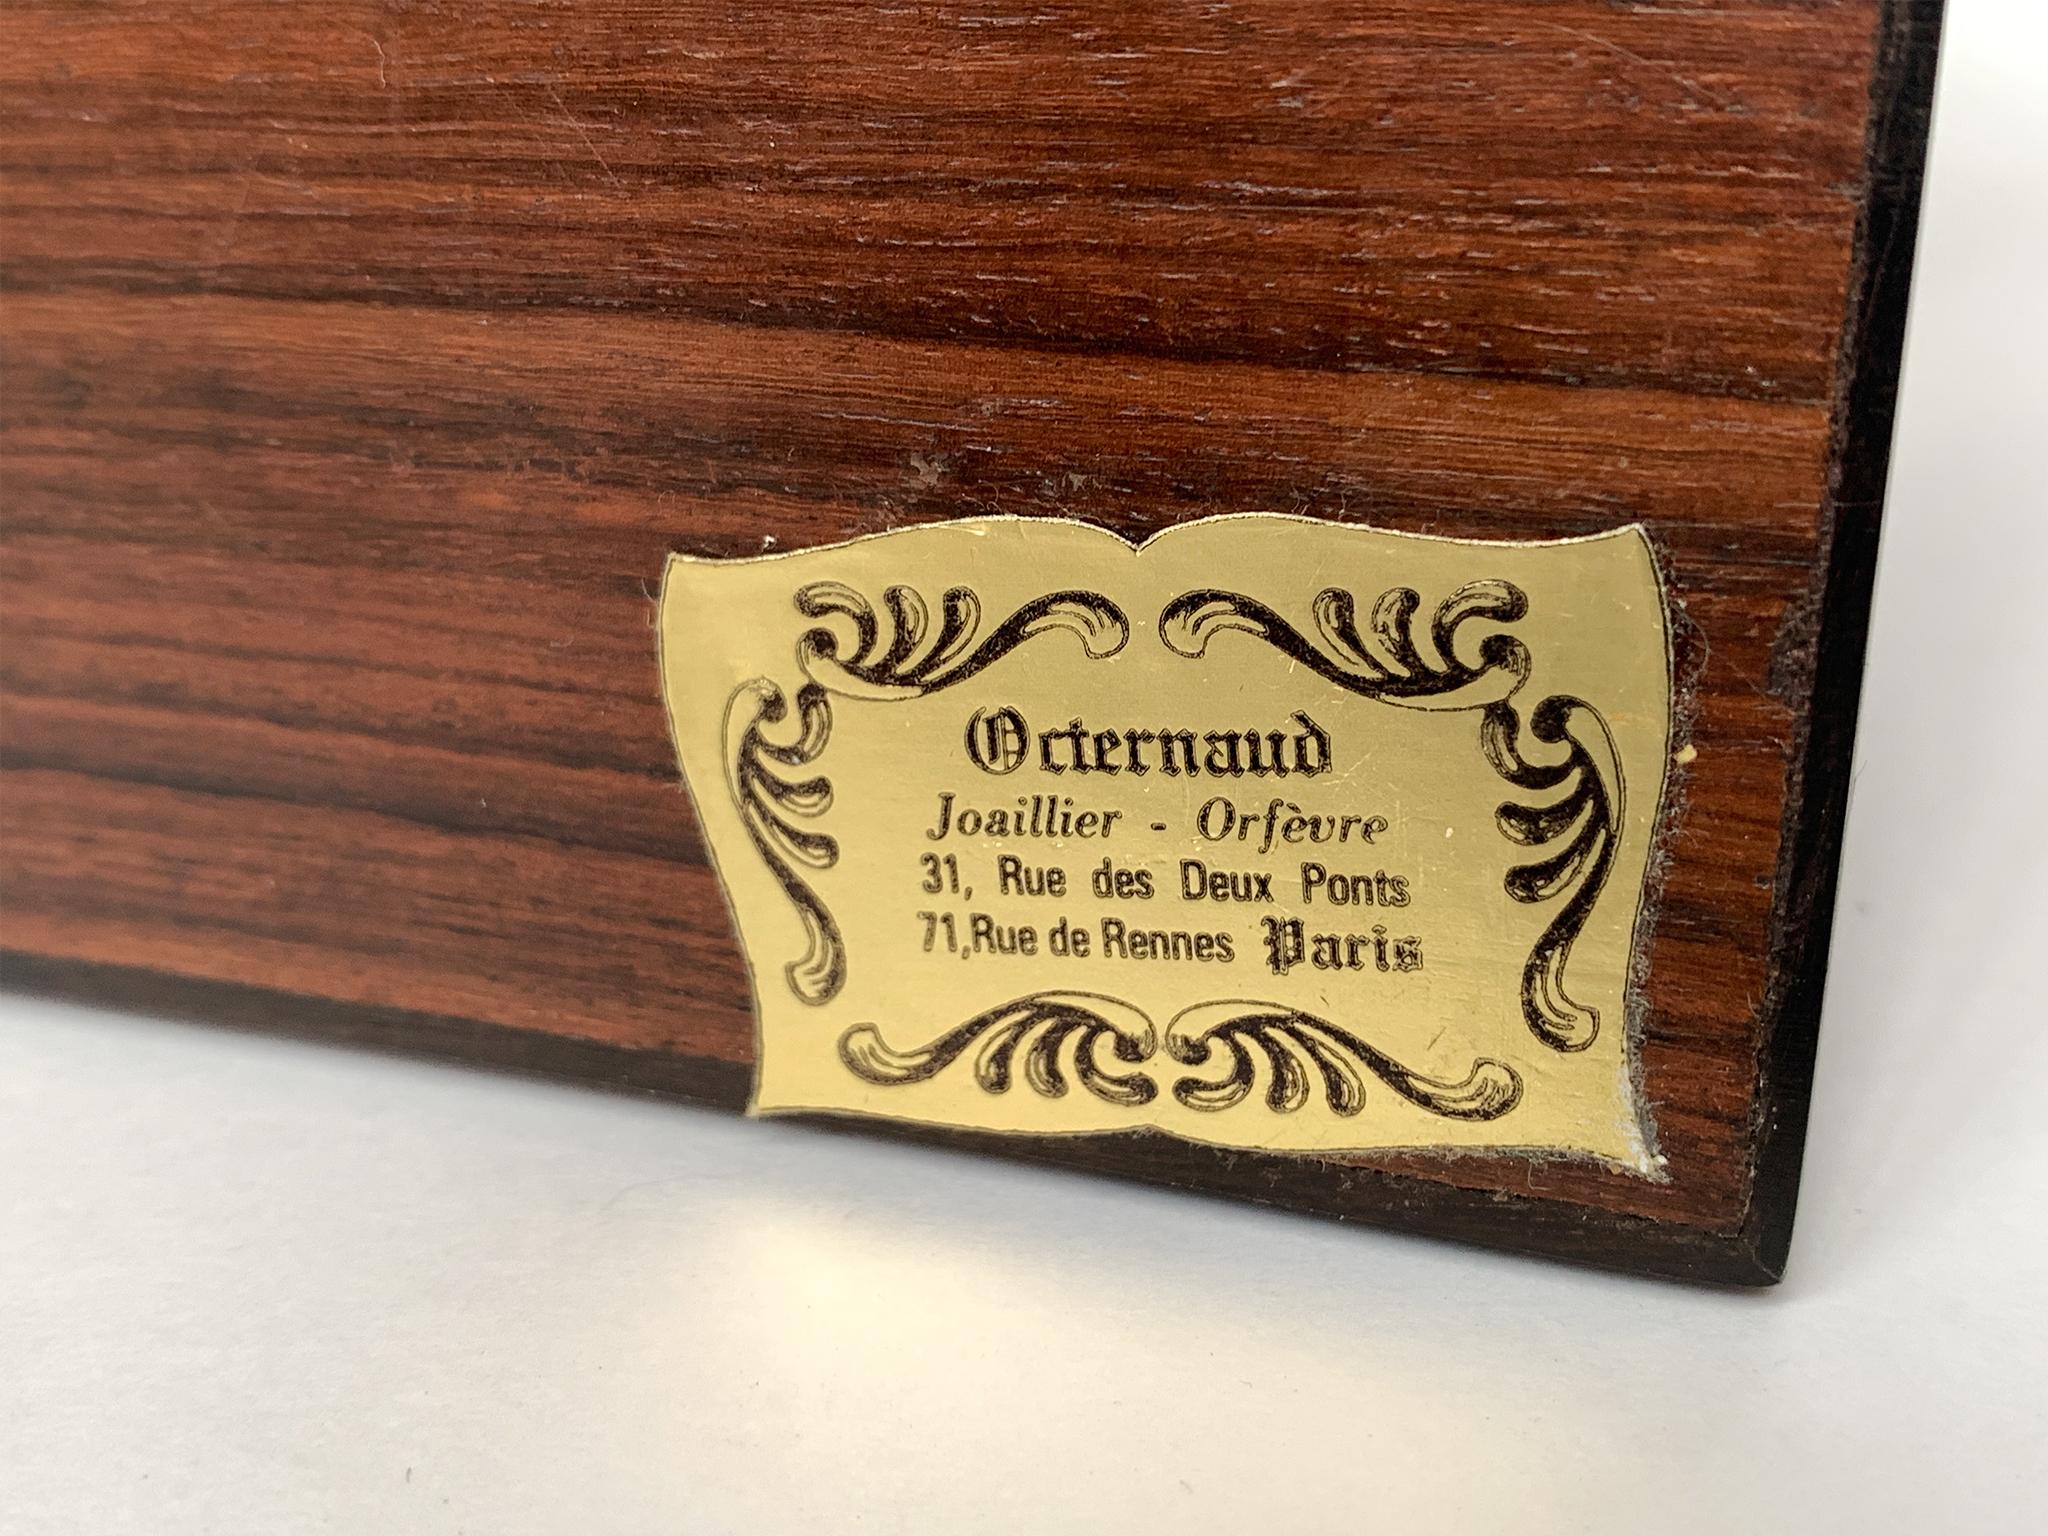 Octernaud
Joaillier - Orfèvre
31, Rue des Deux Ponts
71,Rue de Rennes Paris